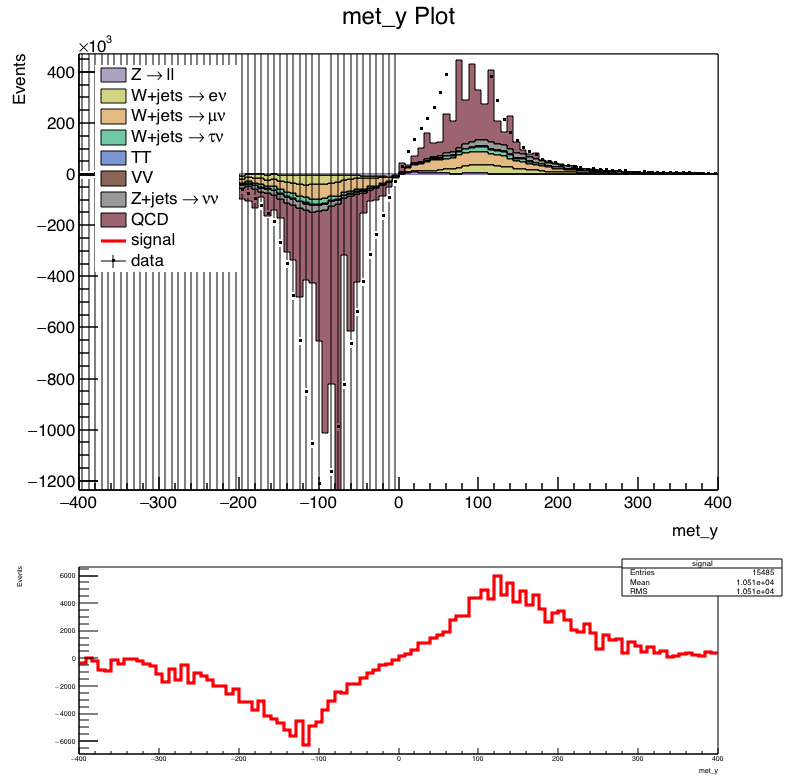 met_y Plot
×10³
Events
400
200
0
−200
−400
−600
−800
−1000
−1200
Z → ll
W+jets → eν
W+jets → μν
W+jets → τν
TT
VV
Z+jets → νν
QCD
signal
data
−400 −300 −200 −100 0 100 200 300 400
met_y
Events
6000
4000
2000
0
−2000
−4000
−6000
signal
Entries 15485
Mean 1.051e+04
RMS 1.051e+04
−400 −300 −200 −100 0 100 200 300 400
met_y